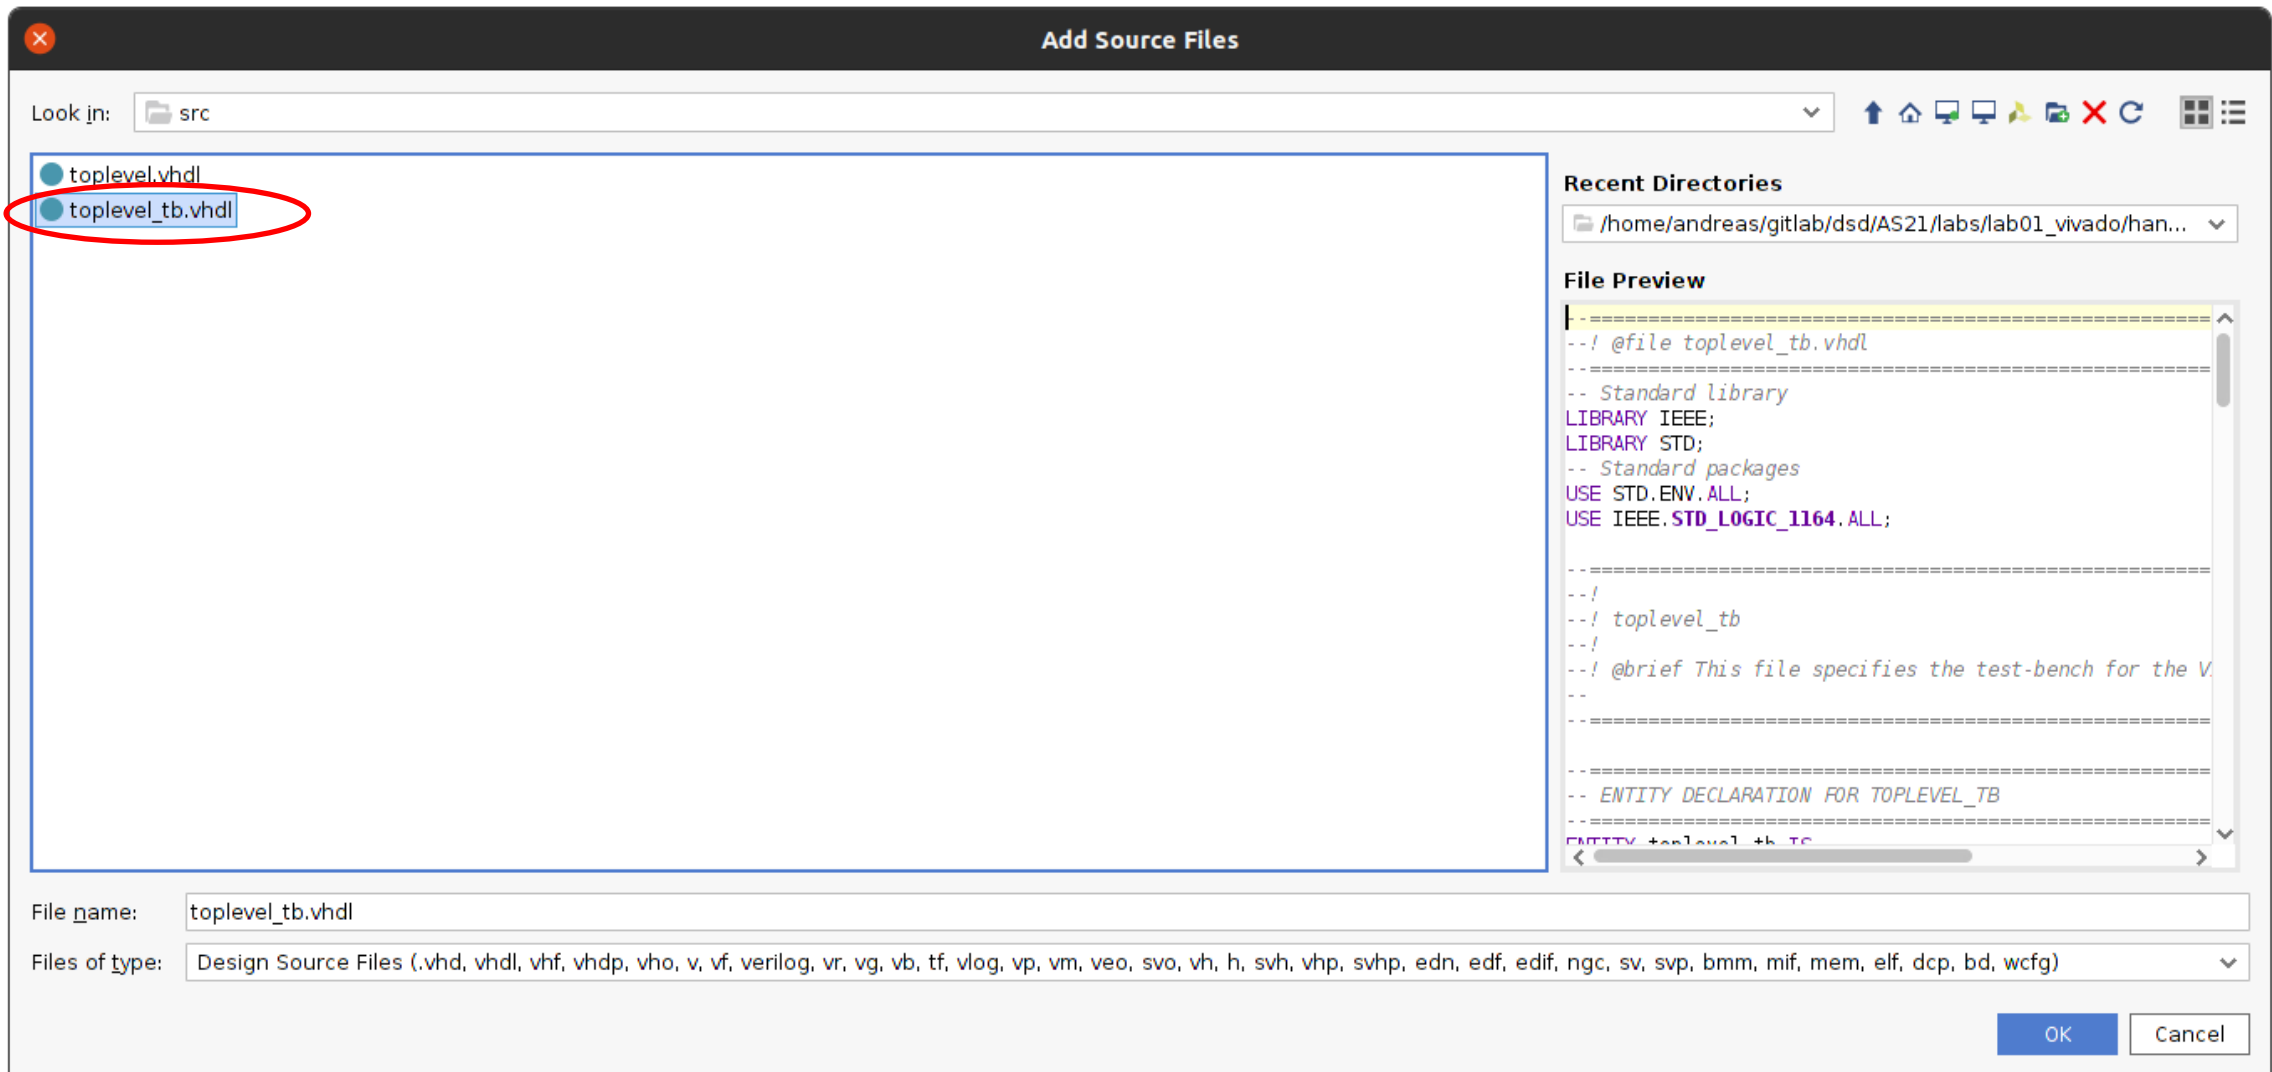 Add Source Files
Look in:
src
toplevel.vhdl
toplevel_tb.vhdl
Recent Directories
/home/andreas/gitlab/dsd/AS21/labs/lab01_vivado/han...
File Preview
--==================================================
--! @file toplevel_tb.vhdl
--==================================================
-- Standard library
LIBRARY IEEE;
LIBRARY STD;
-- Standard packages
USE STD.ENV.ALL;
USE IEEE.STD_LOGIC_1164.ALL;
--==================================================
--!
--! toplevel_tb
--!
--! @brief This file specifies the test-bench for the V
--
--==================================================
--==================================================
-- ENTITY DECLARATION FOR TOPLEVEL_TB
--==================================================
ENTITY toplevel_tb IS
File name:
toplevel_tb.vhdl
Files of type:
Design Source Files (.vhd, vhdl, vhf, vhdp, vho, v, vf, verilog, vr, vg, vb, tf, vlog, vp, vm, veo, svo, vh, h, svh, vhp, svhp, edn, edf, edif, ngc, sv, svp, bmm, mif, mem, elf, dcp, bd, wcfg)
OK
Cancel